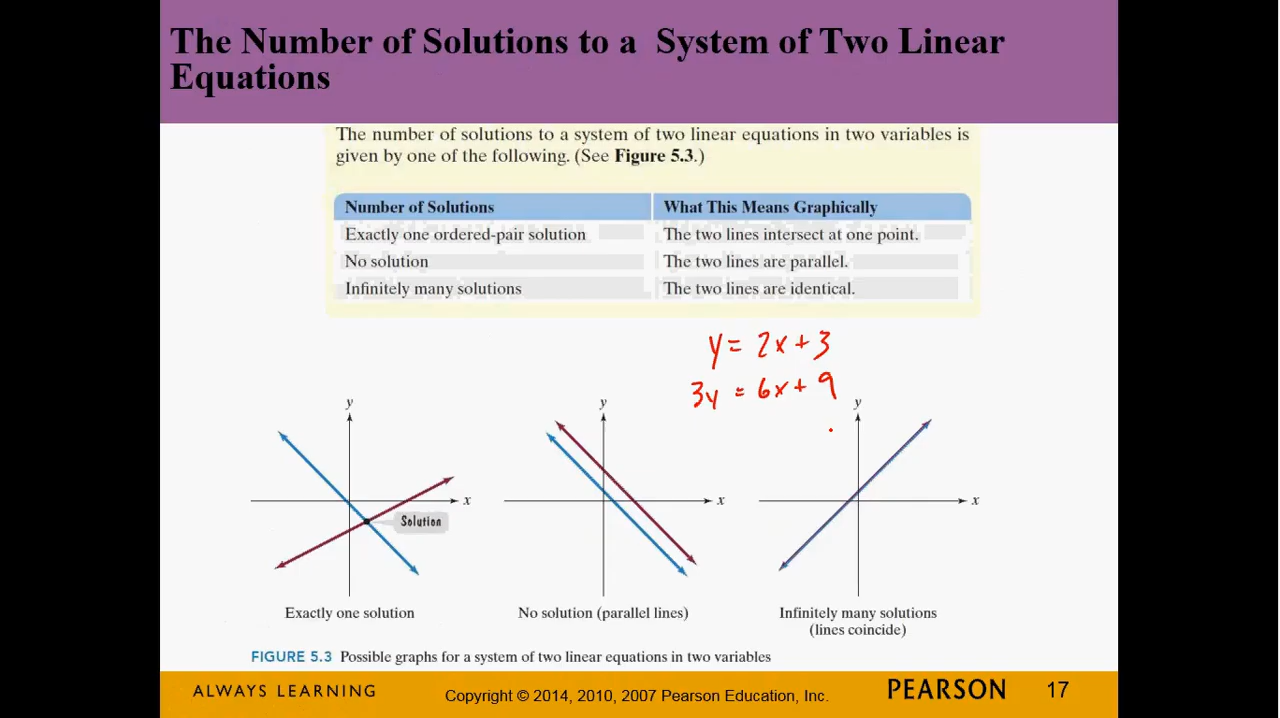 The Number of Solutions to a System of Two Linear
Equations
The number of solutions to a system of two linear equations in two variables is
given by one of the following. (See Figure 5.3.)
Number of Solutions
What This Means Graphically
Exactly one ordered-pair solution
The two lines intersect at one point.
No solution
The two lines are parallel.
Infinitely many solutions
The two lines are identical.
y = 2x + 3
3y = 6x + 9
y
x
Solution
Exactly one solution
y
x
No solution (parallel lines)
y
x
Infinitely many solutions
(lines coincide)
FIGURE 5.3 Possible graphs for a system of two linear equations in two variables
ALWAYS LEARNING
Copyright © 2014, 2010, 2007 Pearson Education, Inc.
PEARSON
17